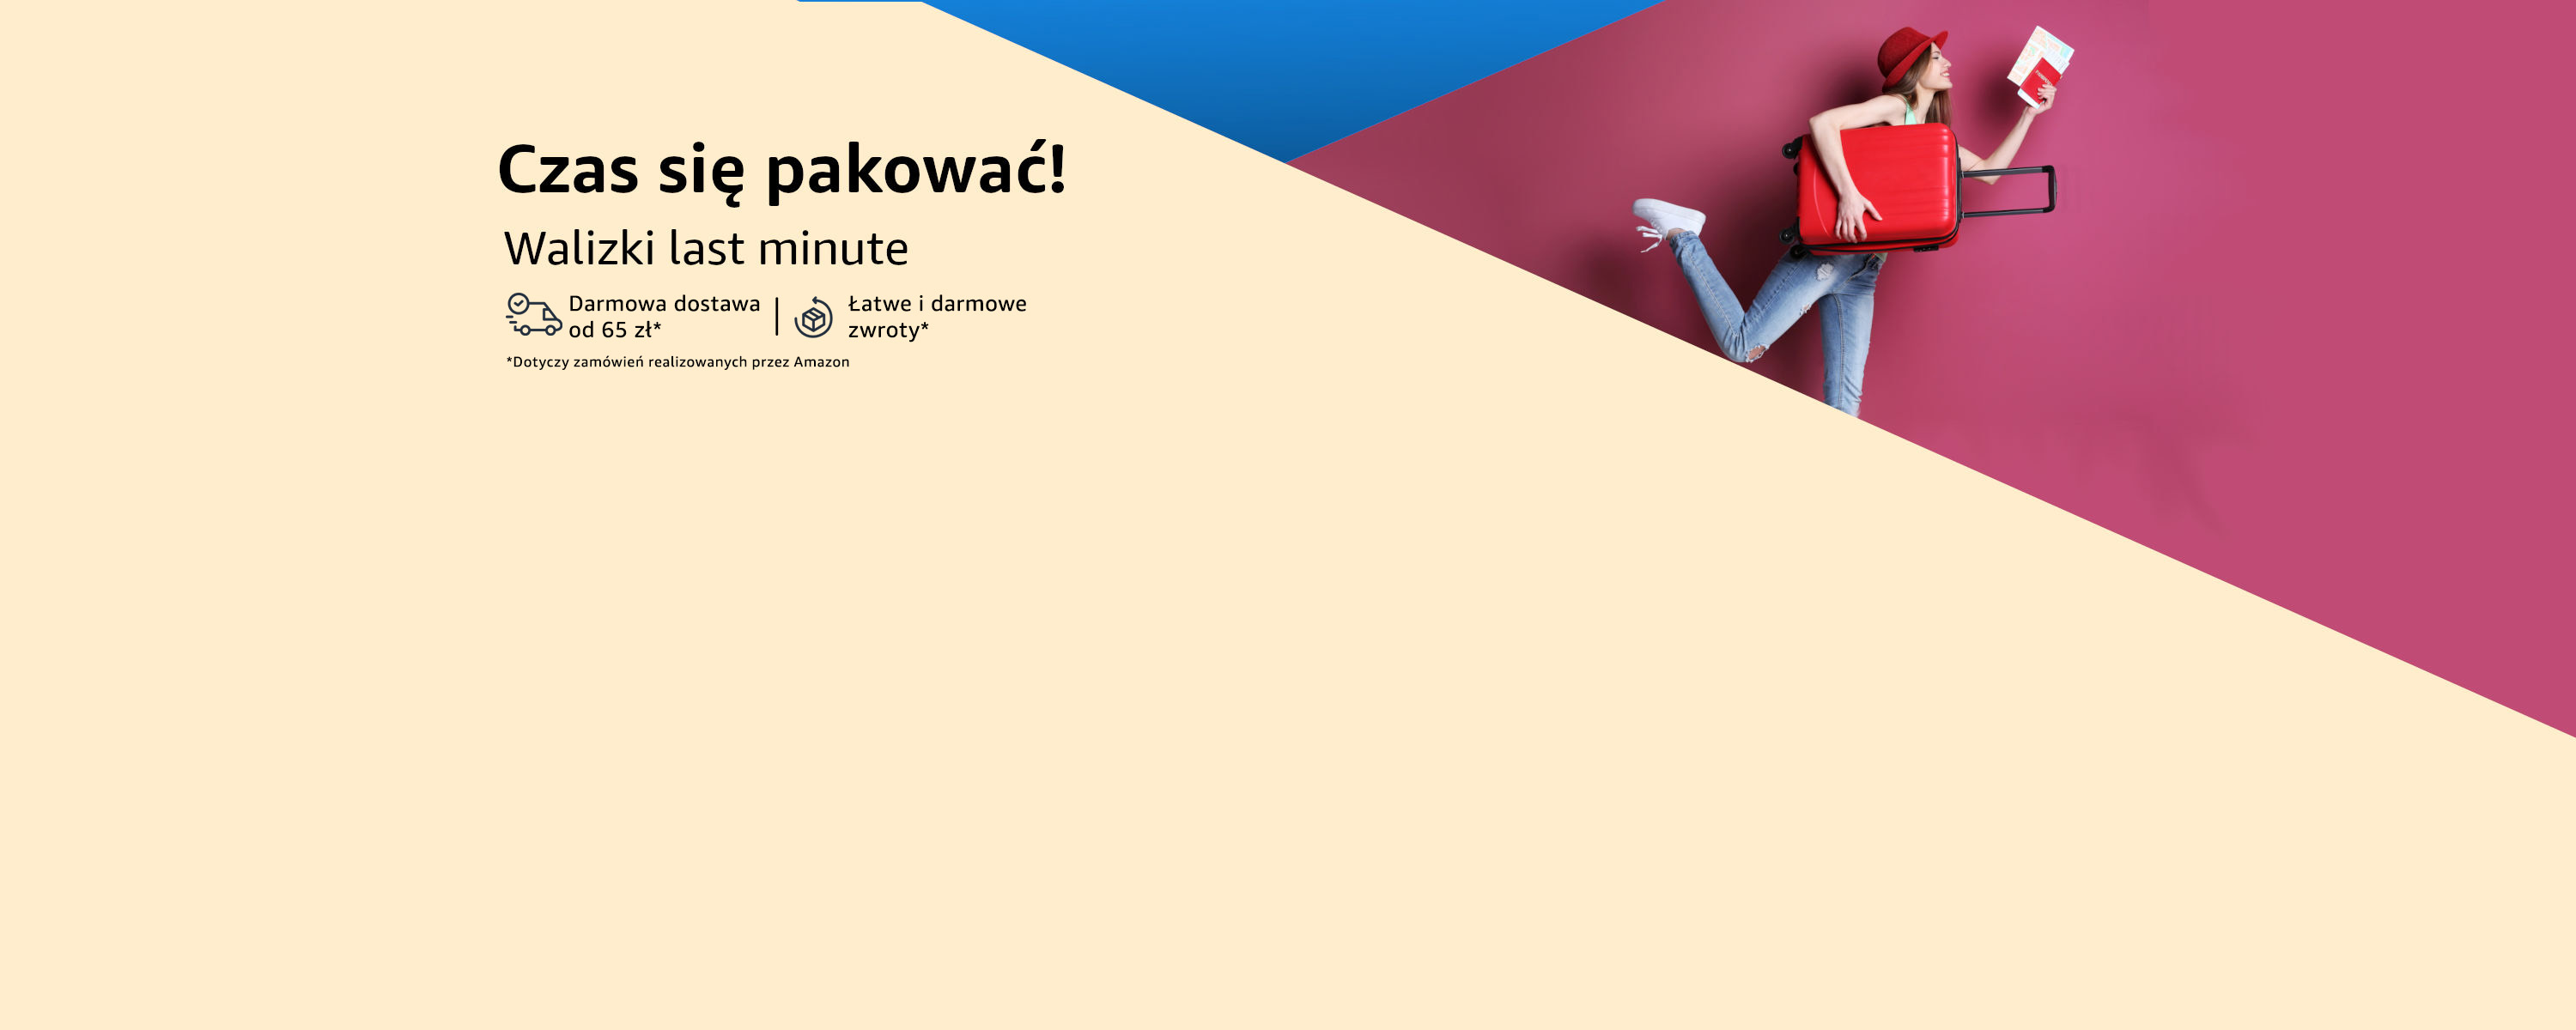 Czas się pakować!
Walizki last minute
Darmowa dostawa
od 65 zł*
Łatwe i darmowe
zwroty*
*Dotyczy zamówień realizowanych przez Amazon